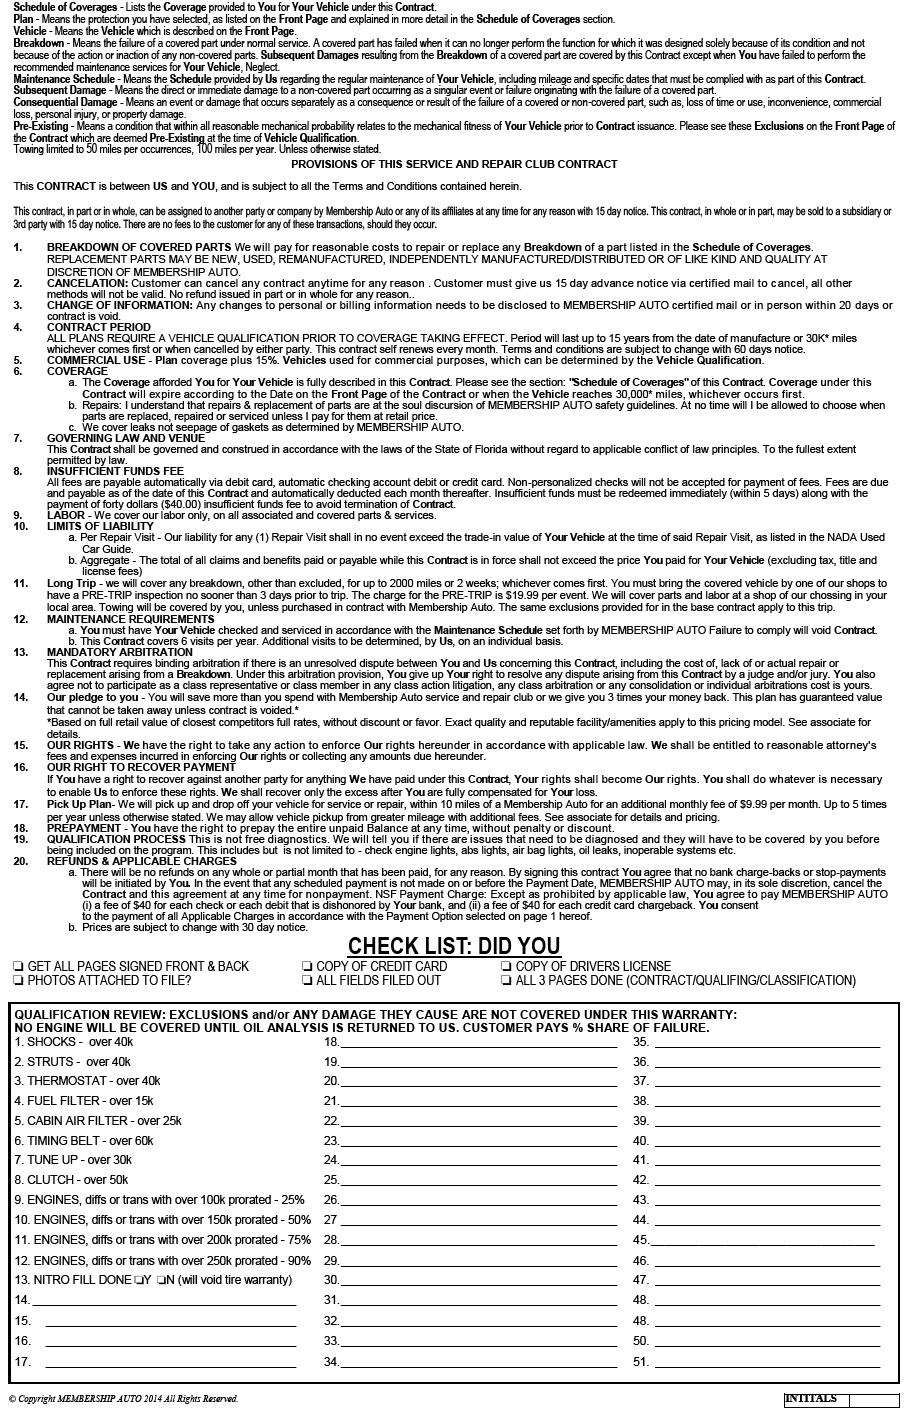 Schedule of Coverages - Lists the Coverage provided to You for Your Vehicle under this Contract.
Plan - Means the protection you have selected, as listed on the Front Page and explained in more detail in the Schedule of Coverages section.
Vehicle - Means the Vehicle which is described on the Front Page.
Breakdown - Means the failure of a covered part under normal service. A covered part has failed when it can no longer perform the function for which it was designed solely because of its condition and not
because of the action or inaction of any non-covered parts. Subsequent Damages resulting from the Breakdown of a covered part are covered by this Contract except when You have failed to perform the
recommended maintenance services for Your Vehicle, Neglect.
Maintenance Schedule - Means the Schedule provided by Us regarding the regular maintenance of Your Vehicle, including mileage and specific dates that must be complied with as part of this Contract.
Subsequent Damage - Means the direct or immediate damage to a non-covered part occurring as a singular event or failure originating with the failure of a covered part.
Consequential Damage - Means an event or damage that occurs separately as a consequence or result of the failure of a covered or non-covered part, such as, loss of time or use, inconvenience, commercial
loss, personal injury, or property damage.
Pre-Existing - Means a condition that within all reasonable mechanical probability relates to the mechanical fitness of Your Vehicle prior to Contract issuance. Please see these Exclusions on the Front Page of
the Contract which are deemed Pre-Existing at the time of Vehicle Qualification.
Towing limited to 50 miles per occurrences, 100 miles per year. Unless otherwise stated.
PROVISIONS OF THIS SERVICE AND REPAIR CLUB CONTRACT
This CONTRACT is between US and YOU, and is subject to all the Terms and Conditions contained herein.
This contract, in part or in whole, can be assigned to another party or company by Membership Auto or any of its affiliates at any time for any reason with 15 day notice. This contract, in whole or in part, may be sold to a subsidiary or
3rd party with 15 day notice. There are no fees to the customer for any of these transactions, should they occur.
1. BREAKDOWN OF COVERED PARTS We will pay for reasonable costs to repair or replace any Breakdown of a part listed in the Schedule of Coverages.
REPLACEMENT PARTS MAY BE NEW, USED, REMANUFACTURED, INDEPENDENTLY MANUFACTURED/DISTRIBUTED OR OF LIKE KIND AND QUALITY AT
DISCRETION OF MEMBERSHIP AUTO.
2. CANCELATION: Customer can cancel any contract anytime for any reason . Customer must give us 15 day advance notice via certified mail to cancel, all other
methods will not be valid. No refund issued in part or in whole for any reason..
3. CHANGE OF INFORMATION: Any changes to personal or billing information needs to be disclosed to MEMBERSHIP AUTO certified mail or in person within 20 days or
contract is void.
4. CONTRACT PERIOD
ALL PLANS REQUIRE A VEHICLE QUALIFICATION PRIOR TO COVERAGE TAKING EFFECT. Period will last up to 15 years from the date of manufacture or 30K* miles
whichever comes first or when cancelled by either party. This contract self renews every month. Terms and conditions are subject to change with 60 days notice.
5. COMMERCIAL USE - Plan coverage plus 15%. Vehicles used for commercial purposes, which can be determined by the Vehicle Qualification.
6. COVERAGE
a. The Coverage afforded You for Your Vehicle is fully described in this Contract. Please see the section: "Schedule of Coverages" of this Contract. Coverage under this
Contract will expire according to the Date on the Front Page of the Contract or when the Vehicle reaches 30,000* miles, whichever occurs first.
b. Repairs: I understand that repairs & replacement of parts are at the soul discursion of MEMBERSHIP AUTO safety guidelines. At no time will I be allowed to choose when
parts are replaced, repaired or serviced unless I pay for them at retail price.
c. We cover leaks not seepage of gaskets as determined by MEMBERSHIP AUTO.
7. GOVERNING LAW AND VENUE
This Contract shall be governed and construed in accordance with the laws of the State of Florida without regard to applicable conflict of law principles. To the fullest extent
permitted by law.
8. INSUFFICIENT FUNDS FEE
All fees are payable automatically via debit card, automatic checking account debit or credit card. Non-personalized checks will not be accepted for payment of fees. Fees are due
and payable as of the date of this Contract and automatically deducted each month thereafter. Insufficient funds must be redeemed immediately (within 5 days) along with the
payment of forty dollars ($40.00) insufficient funds fee to avoid termination of Contract.
9. LABOR - We cover our labor only, on all associated and covered parts & services.
10. LIMITS OF LIABILITY
a. Per Repair Visit - Our liability for any (1) Repair Visit shall in no event exceed the trade-in value of Your Vehicle at the time of said Repair Visit, as listed in the NADA Used
Car Guide.
b. Aggregate - The total of all claims and benefits paid or payable while this Contract is in force shall not exceed the price You paid for Your Vehicle (excluding tax, title and
license fees)
11. Long Trip - we will cover any breakdown, other than excluded, for up to 2000 miles or 2 weeks; whichever comes first. You must bring the covered vehicle by one of our shops to
have a PRE-TRIP inspection no sooner than 3 days prior to trip. The charge for the PRE-TRIP is $19.99 per event. We will cover parts and labor at a shop of our chossing in your
local area. Towing will be covered by you, unless purchased in contract with Membership Auto. The same exclusions provided for in the base contract apply to this trip.
12. MAINTENANCE REQUIREMENTS
a. You must have Your Vehicle checked and serviced in accordance with the Maintenance Schedule set forth by MEMBERSHIP AUTO Failure to comply will void Contract.
b. This Contract covers 6 visits per year. Additional visits to be determined, by Us, on an individual basis.
13. MANDATORY ARBITRATION
This Contract requires binding arbitration if there is an unresolved dispute between You and Us concerning this Contract, including the cost of, lack of or actual repair or
replacement arising from a Breakdown. Under this arbitration provision, You give up Your right to resolve any dispute arising from this Contract by a judge and/or jury. You also
agree not to participate as a class representative or class member in any class action litigation, any class arbitration or any consolidation or individual arbitrations cost is yours.
14. Our pledge to you - You will save more than you spend with Membership Auto service and repair club or we give you 3 times your money back. This plan has guaranteed value
that cannot be taken away unless contract is voided.*
*Based on full retail value of closest competitors full rates, without discount or favor. Exact quality and reputable facility/amenities apply to this pricing model. See associate for
details.
15. OUR RIGHTS - We have the right to take any action to enforce Our rights hereunder in accordance with applicable law. We shall be entitled to reasonable attorney's
fees and expenses incurred in enforcing Our rights or collecting any amounts due hereunder.
16. OUR RIGHT TO RECOVER PAYMENT
If You have a right to recover against another party for anything We have paid under this Contract, Your rights shall become Our rights. You shall do whatever is necessary
to enable Us to enforce these rights. We shall recover only the excess after You are fully compensated for Your loss.
17. Pick Up Plan- We will pick up and drop off your vehicle for service or repair, within 10 miles of a Membership Auto for an additional monthly fee of $9.99 per month. Up to 5 times
per year unless otherwise stated. We may allow vehicle pickup from greater mileage with additional fees. See associate for details and pricing.
18. PREPAYMENT - You have the right to prepay the entire unpaid Balance at any time, without penalty or discount.
19. QUALIFICATION PROCESS This is not free diagnostics. We will tell you if there are issues that need to be diagnosed and they will have to be covered by you before
being included on the program. This includes but is not limited to - check engine lights, abs lights, air bag lights, oil leaks, inoperable systems etc.
20. REFUNDS & APPLICABLE CHARGES
a. There will be no refunds on any whole or partial month that has been paid, for any reason. By signing this contract You agree that no bank charge-backs or stop-payments
will be initiated by You. In the event that any scheduled payment is not made on or before the Payment Date, MEMBERSHIP AUTO may, in its sole discretion, cancel the
Contract and this agreement at any time for nonpayment. NSF Payment Charge: Except as prohibited by applicable law, You agree to pay MEMBERSHIP AUTO
(i) a fee of $40 for each check or each debit that is dishonored by Your bank, and (ii) a fee of $40 for each credit card chargeback. You consent
to the payment of all Applicable Charges in accordance with the Payment Option selected on page 1 hereof.
b. Prices are subject to change with 30 day notice.
CHECK LIST: DID YOU
❏ GET ALL PAGES SIGNED FRONT & BACK ❏ COPY OF CREDIT CARD ❏ COPY OF DRIVERS LICENSE
❏ PHOTOS ATTACHED TO FILE? ❏ ALL FIELDS FILED OUT ❏ ALL 3 PAGES DONE (CONTRACT/QUALIFING/CLASSIFICATION)
QUALIFICATION REVIEW: EXCLUSIONS and/or ANY DAMAGE THEY CAUSE ARE NOT COVERED UNDER THIS WARRANTY:
NO ENGINE WILL BE COVERED UNTIL OIL ANALYSIS IS RETURNED TO US. CUSTOMER PAYS % SHARE OF FAILURE.
1. SHOCKS - over 40k 18. 35.
2. STRUTS - over 40k 19. 36.
3. THERMOSTAT - over 40k 20. 37.
4. FUEL FILTER - over 15k 21. 38.
5. CABIN AIR FILTER - over 25k 22. 39.
6. TIMING BELT - over 60k 23. 40.
7. TUNE UP - over 30k 24. 41.
8. CLUTCH - over 50k 25. 42.
9. ENGINES, diffs or trans with over 100k prorated - 25% 26. 43.
10. ENGINES, diffs or trans with over 150k prorated - 50% 27 44.
11. ENGINES, diffs or trans with over 200k prorated - 75% 28. 45.
12. ENGINES, diffs or trans with over 250k prorated - 90% 29. 46.
13. NITRO FILL DONE ❏Y ❏N (will void tire warranty) 30. 47.
14. 31. 48.
15. 32. 48.
16. 33. 50.
17. 34. 51.
© Copyright MEMBERSHIP AUTO 2014 All Rights Reserved. INTITALS